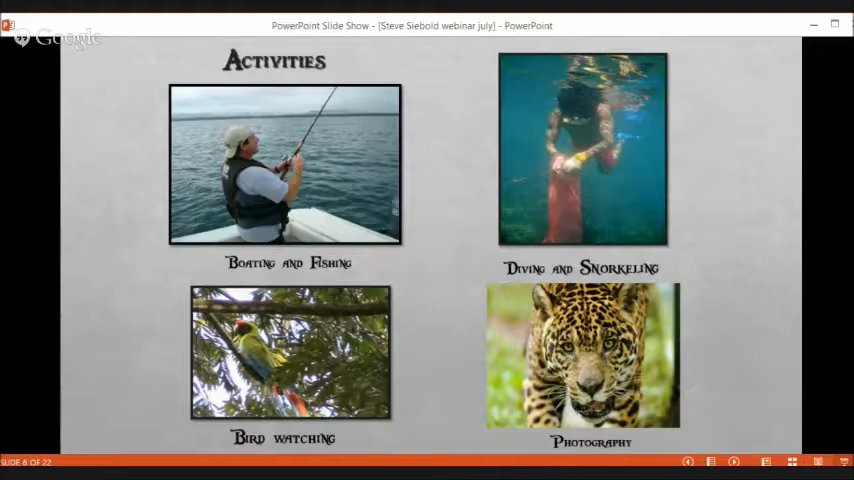 PowerPoint Slide Show - [Steve Siebold webinar july] - PowerPoint
Google
Activities
Boating and Fishing
Diving and Snorkeling
Bird watching
Photography
SLIDE 6 OF 22